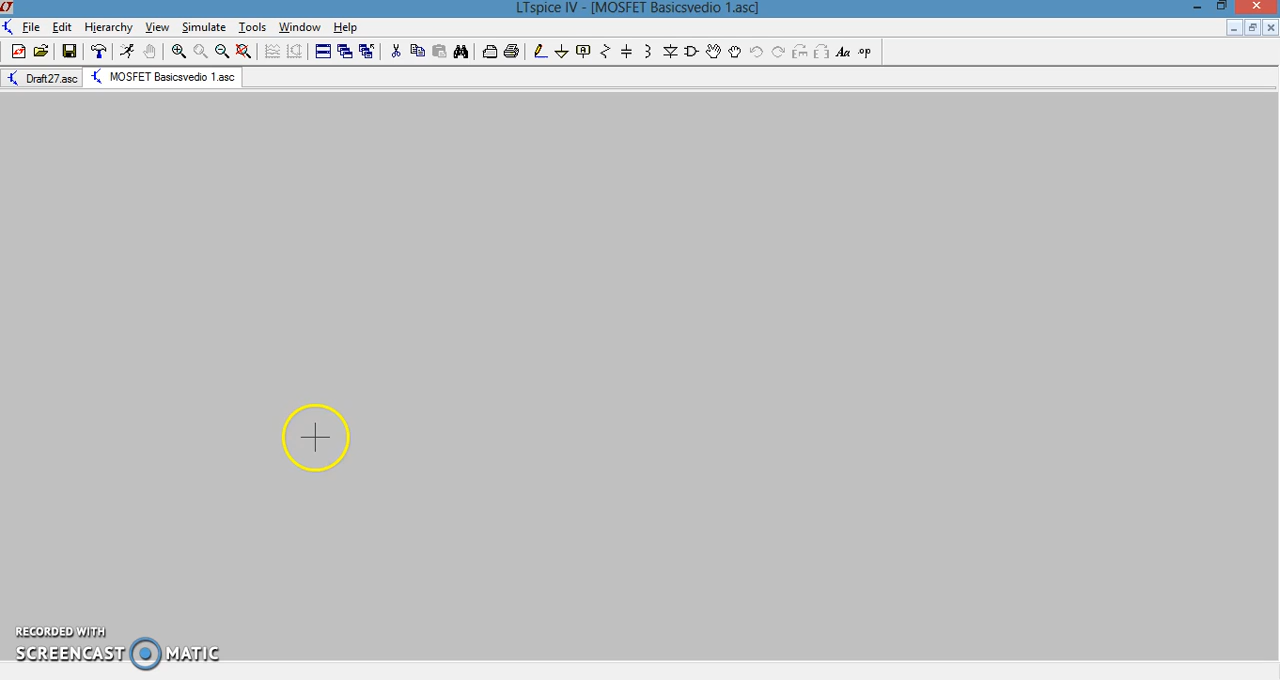 LTspice IV - [MOSFET Basicsvedio 1.asc]
File Edit Hierarchy View Simulate Tools Window Help
Aa .op
Draft27.asc MOSFET Basicsvedio 1.asc
RECORDED WITH
SCREENCAST MATIC